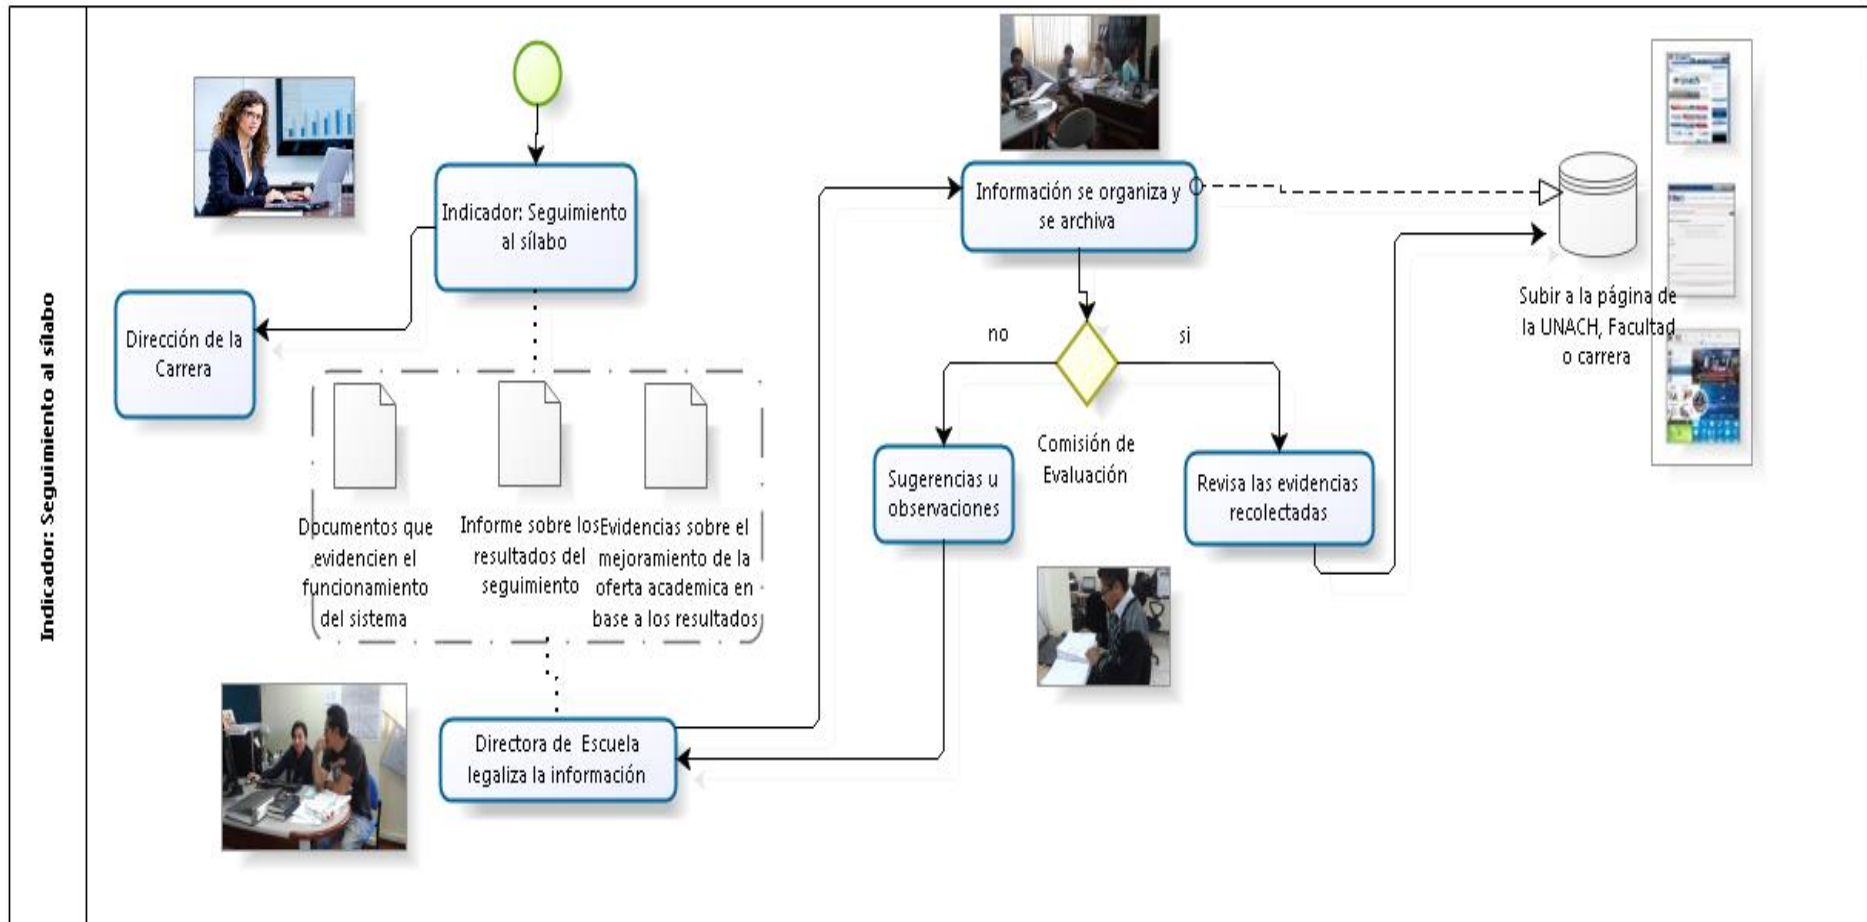 Indicador: Seguimiento al sílabo
Indicador: Seguimiento
al sílabo
Dirección de la
Carrera
Documentos que
evidencien el
funcionamiento
del sistema
Informe sobre los
resultados del
seguimiento
Evidencias sobre el
mejoramiento de la
oferta academica en
base a los resultados
Directora de Escuela
legaliza la información
Información se organiza y
se archiva
no
si
Comisión de
Evaluación
Sugerencias u
observaciones
Revisa las evidencias
recolectadas
Subir a la página de
la UNACH, Facultad
o carrera